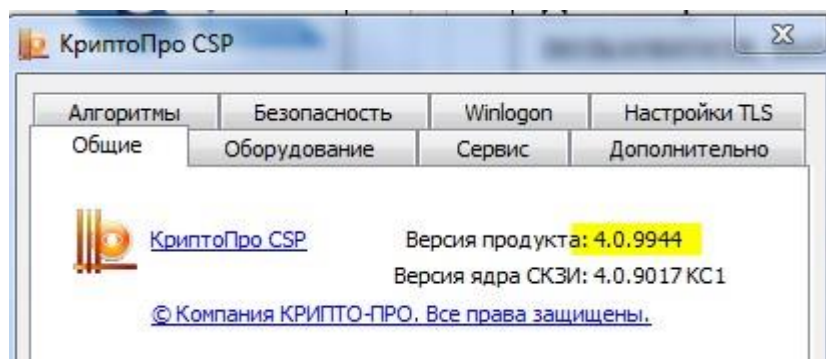 КриптоПро CSP
Алгоритмы Безопасность Winlogon Настройки TLS
Общие Оборудование Сервис Дополнительно
КриптоПро CSP Версия продукта: 4.0.9944
Версия ядра СКЗИ: 4.0.9017 КС1
© Компания КРИПТО-ПРО. Все права защищены.